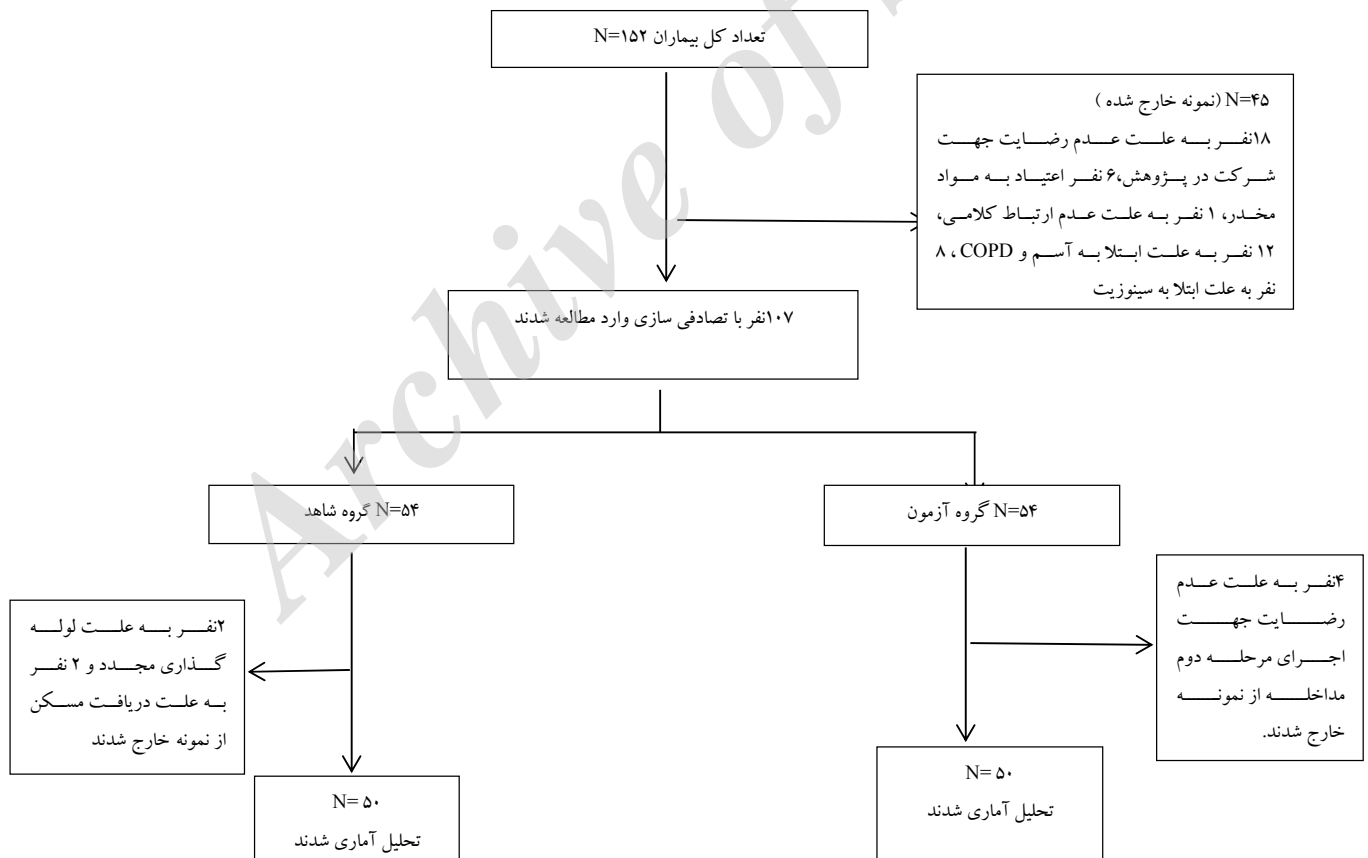 تعداد کل بیماران N=۱۵۲
N=۴۵ (نمونه خارج شده )
۱۸نفر به علت عدم رضایت جهت
شرکت در پژوهش،۶ نفر اعتیاد به مواد
مخدر، ۱ نفر به علت عدم ارتباط کلامی،
۱۲ نفر به علت ابتلا به آسم و COPD ، ۸
نفر به علت ابتلا به سینوزیت
۱۰۷نفر با تصادفی سازی وارد مطالعه شدند
N=۵۴ گروه آزمون
N=۵۴ گروه شاهد
۴نفر به علت عدم
رضایت جهت
اجرای مرحله دوم
مداخله از نمونه
خارج شدند.
۲نفر به علت لوله
گذاری مجدد و ۲ نفر
به علت دریافت مسکن
از نمونه خارج شدند
N= ۵۰
تحلیل آماری شدند
N= ۵۰
تحلیل آماری شدند
Archive of